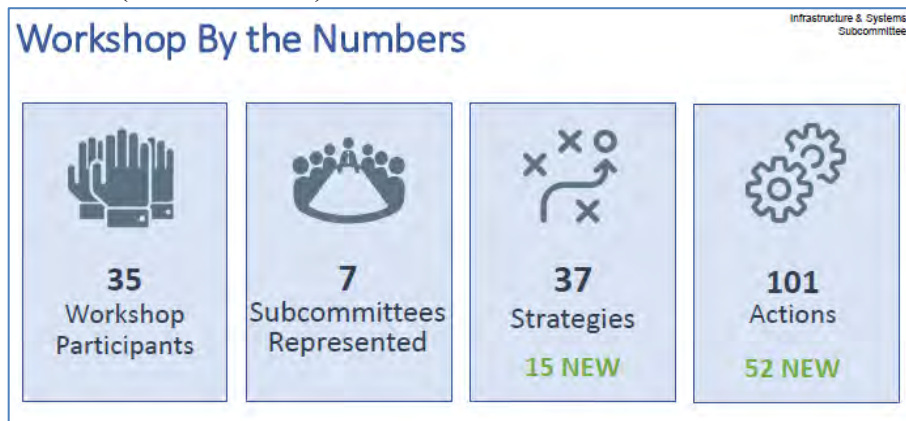 Workshop By the Numbers
Infrastructure & Systems
Subcommittee
35
Workshop
Participants
7
Subcommittees
Represented
37
Strategies
15 NEW
101
Actions
52 NEW